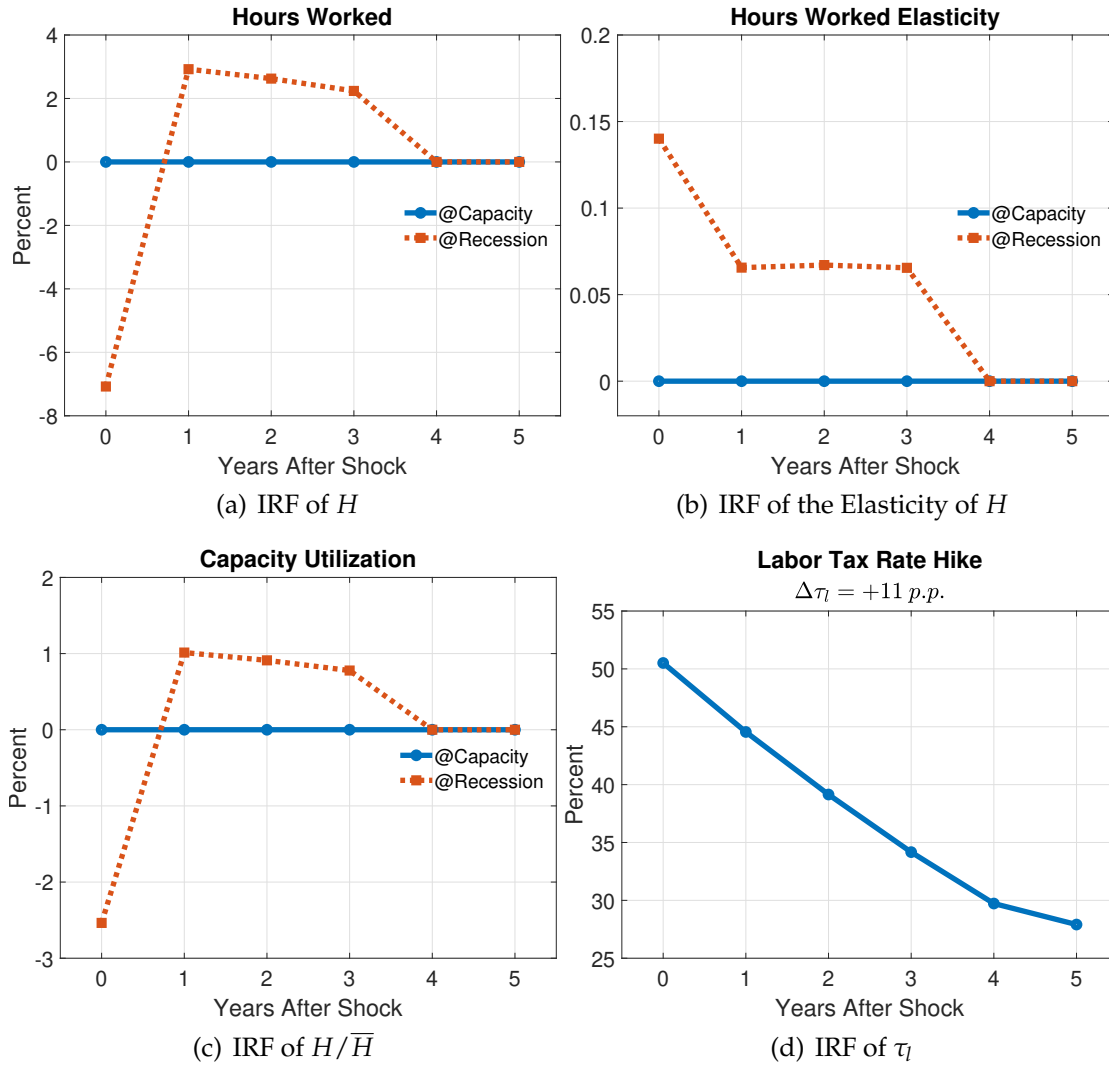 Hours Worked
4
2
0
-2
-4
-6
-8
Percent
@Capacity
@Recession
0 1 2 3 4 5
Years After Shock
(a) IRF of H
Hours Worked Elasticity
0.2
0.15
0.1
0.05
0
@Capacity
@Recession
0 1 2 3 4 5
Years After Shock
(b) IRF of the Elasticity of H
Capacity Utilization
2
1
0
-1
-2
-3
Percent
@Capacity
@Recession
0 1 2 3 4 5
Years After Shock
(c) IRF of H/H̅
Labor Tax Rate Hike
Δτ_l = +11 p.p.
55
50
45
40
35
30
25
Percent
0 1 2 3 4 5
Years After Shock
(d) IRF of τ_l